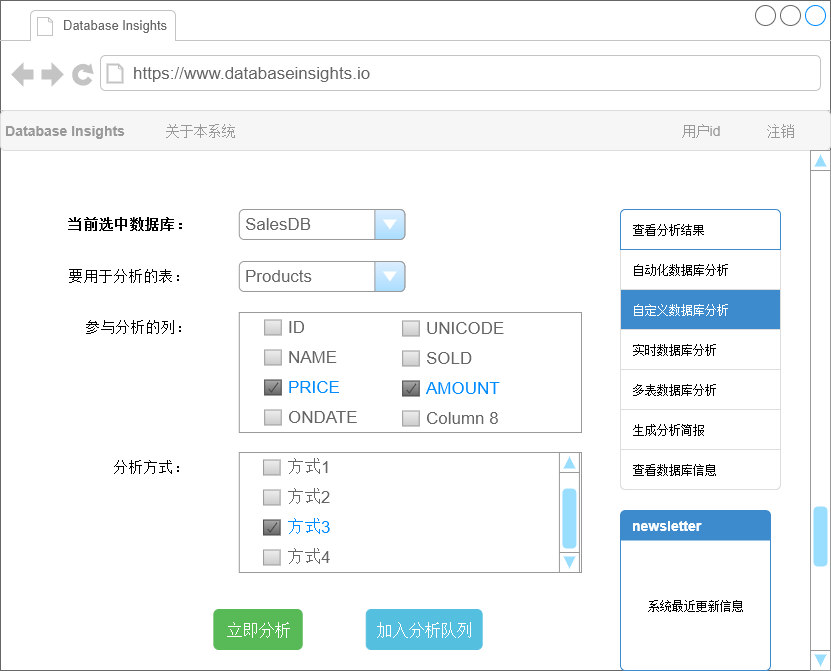 Database Insights
https://www.databaseinsights.io
Database Insights 关于本系统 用户id 注销
当前选中数据库： SalesDB
要用于分析的表： Products
参与分析的列：
ID UNICODE
NAME SOLD
PRICE AMOUNT
ONDATE Column 8
分析方式：
方式1
方式2
方式3
方式4
立即分析 加入分析队列
查看分析结果
自动化数据库分析
自定义数据库分析
实时数据库分析
多表数据库分析
生成分析简报
查看数据库信息
newsletter
系统最近更新信息